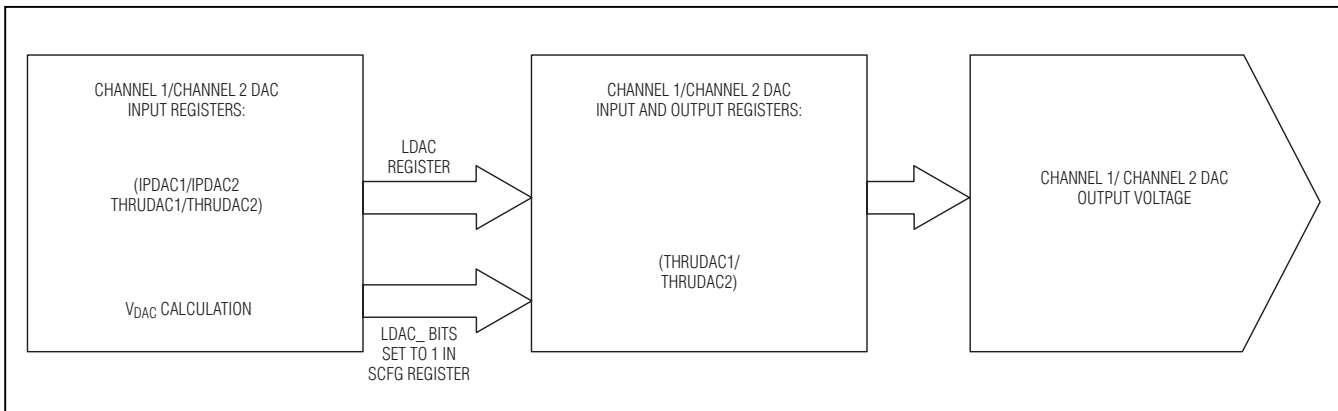 CHANNEL 1/CHANNEL 2 DAC
INPUT REGISTERS:
(IPDAC1/IPDAC2
THRUDAC1/THRUDAC2)
VDAC CALCULATION
LDAC
REGISTER
LDAC_ BITS
SET TO 1 IN
SCFG REGISTER
CHANNEL 1/CHANNEL 2 DAC
INPUT AND OUTPUT REGISTERS:
(THRUDAC1/
THRUDAC2)
CHANNEL 1/ CHANNEL 2 DAC
OUTPUT VOLTAGE